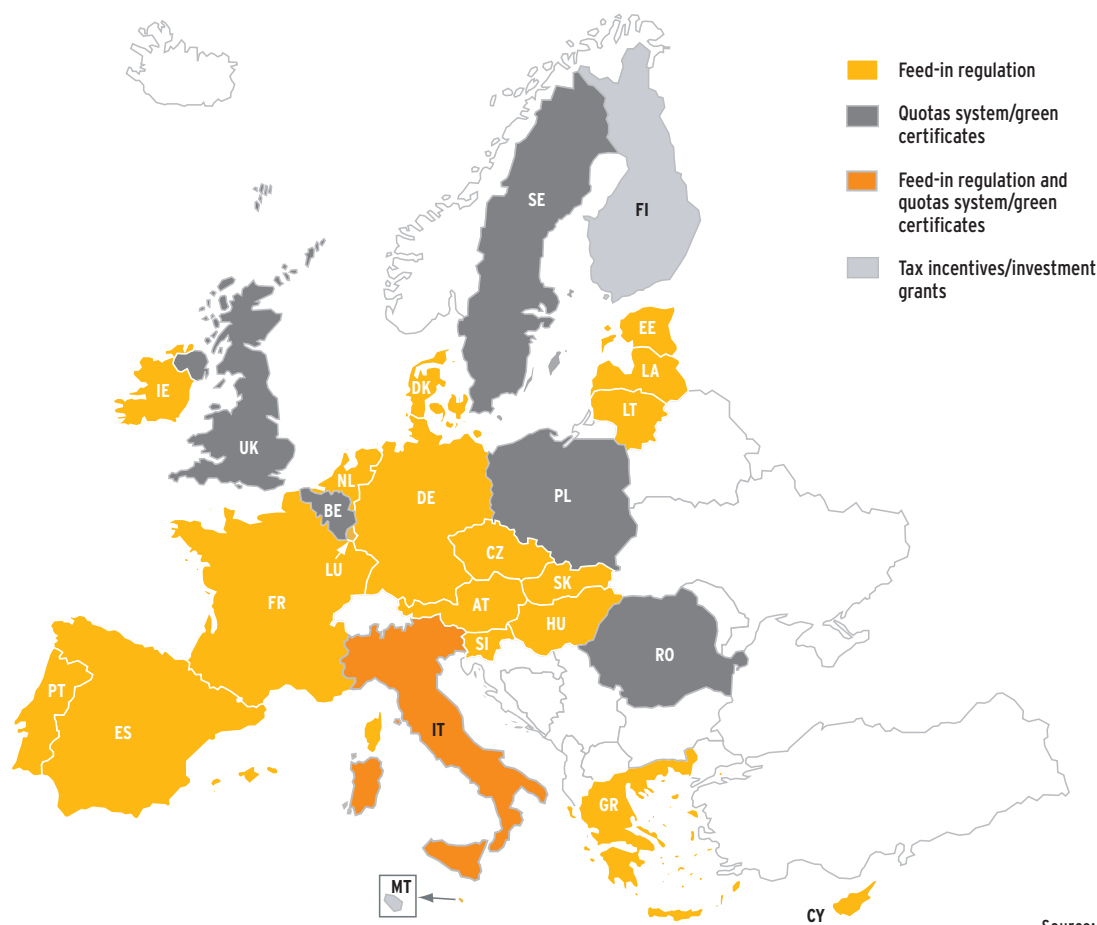 Feed-in regulation
Quotas system/green
certificates
Feed-in regulation and
quotas system/green
certificates
Tax incentives/investment
grants
SE
FI
EE
LA
LT
DK
IE
UK
NL
BE
DE
PL
LU
CZ
SK
FR
AT
HU
SI
RO
PT
ES
IT
GR
MT
CY